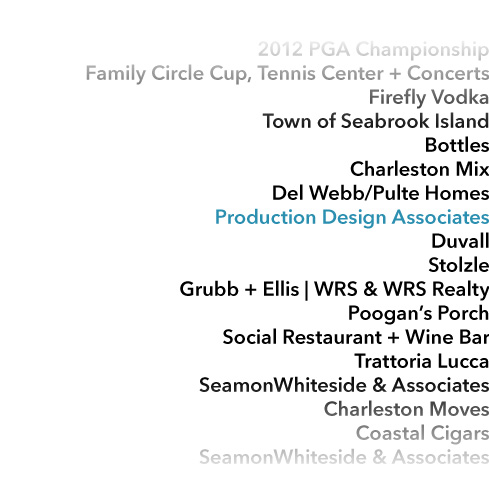 2012 PGA Championship
Family Circle Cup, Tennis Center + Concerts
Firefly Vodka
Town of Seabrook Island
Bottles
Charleston Mix
Del Webb/Pulte Homes
Production Design Associates
Duvall
Stolzle
Grubb + Ellis | WRS & WRS Realty
Poogan's Porch
Social Restaurant + Wine Bar
Trattoria Lucca
SeamonWhiteside & Associates
Charleston Moves
Coastal Cigars
SeamonWhiteside & Associates